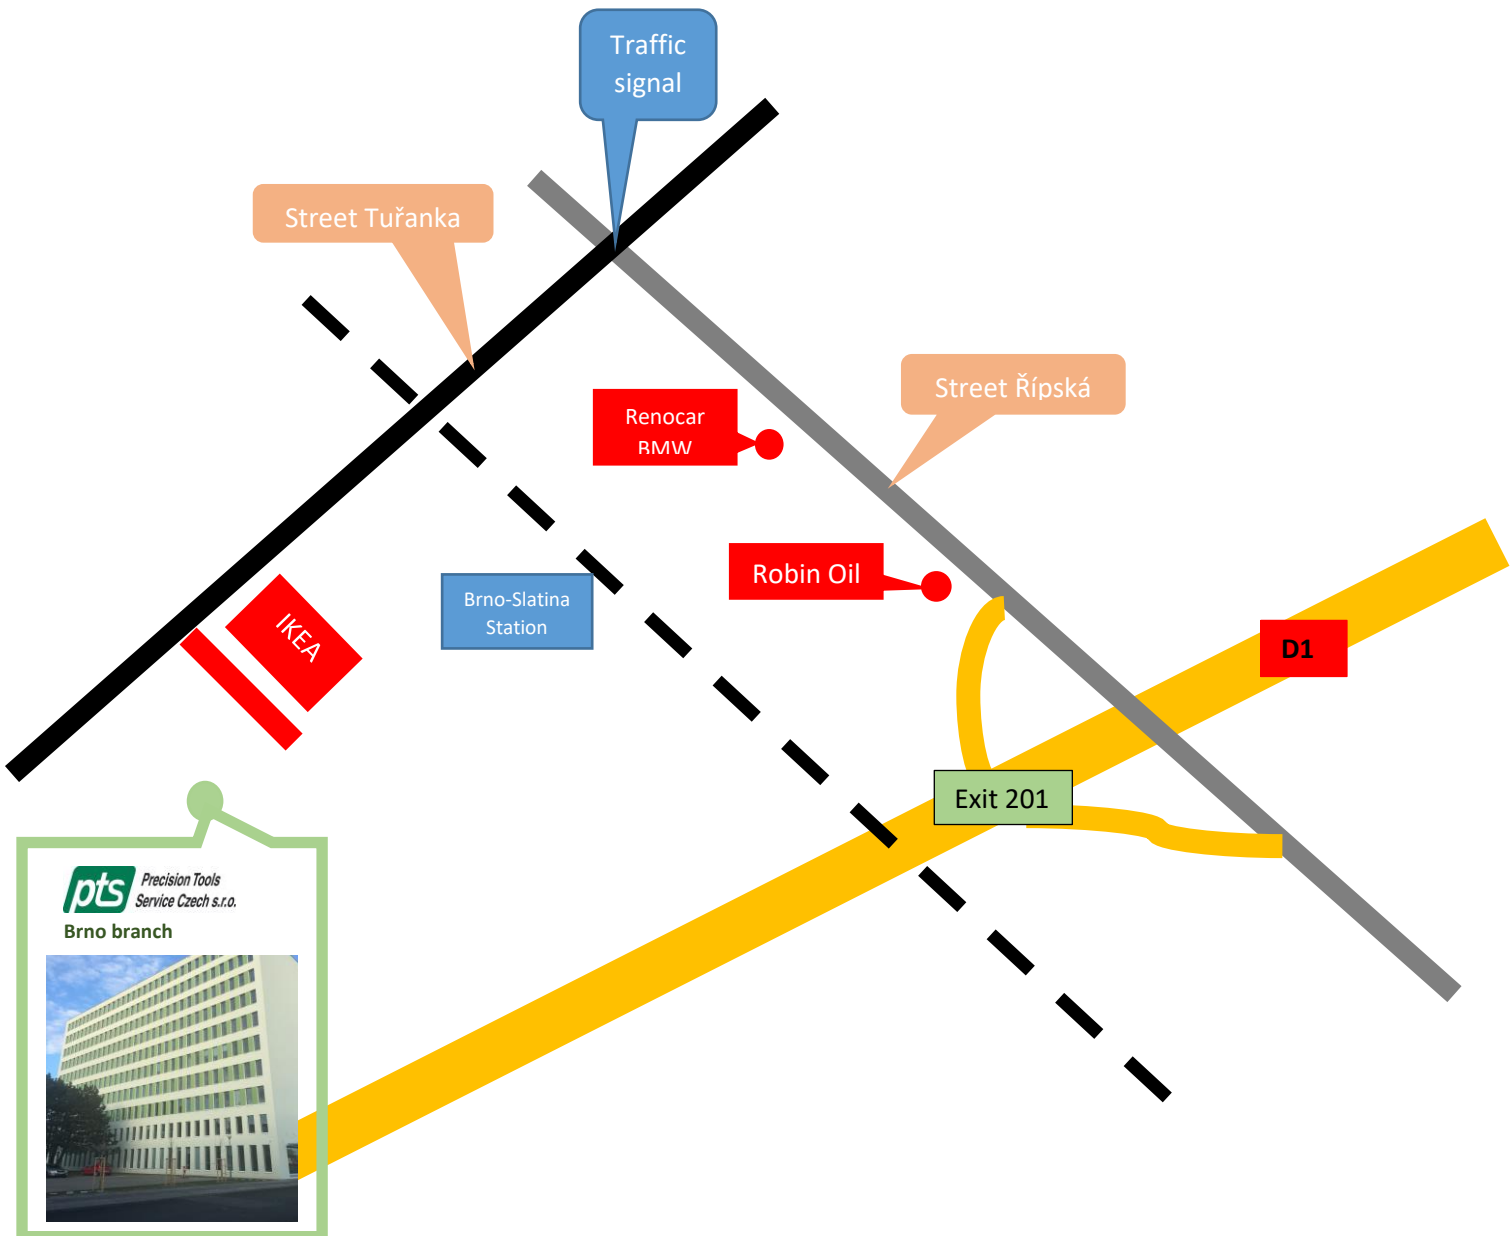 Traffic
signal
Street Tuřanka
Street Řípská
Renocar
BMW
Robin Oil
Brno-Slatina
Station
IKEA
D1
Exit 201
pts Precision Tools
Service Czech s.r.o.
Brno branch